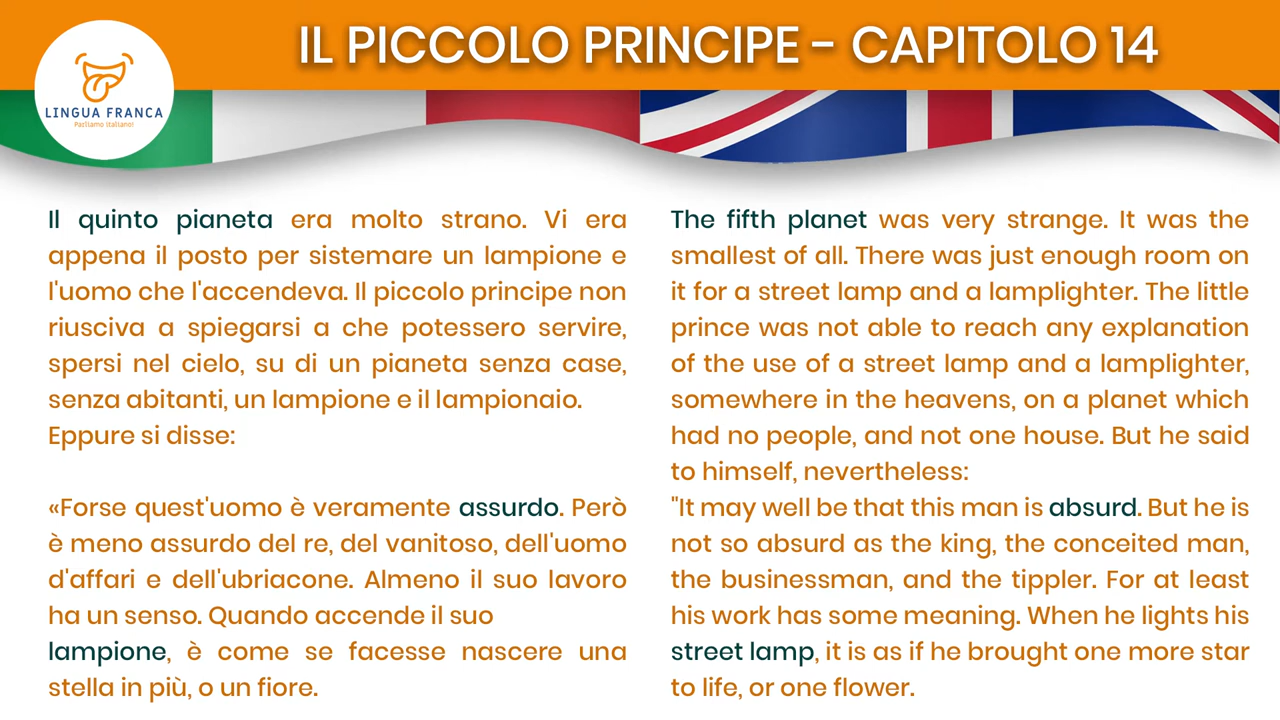 IL PICCOLO PRINCIPE - CAPITOLO 14
LINGUA FRANCA
Parliamo Italiano!
Il quinto pianeta era molto strano. Vi era
appena il posto per sistemare un lampione e
l'uomo che l'accendeva. Il piccolo principe non
riusciva a spiegarsi a che potessero servire,
spersi nel cielo, su di un pianeta senza case,
senza abitanti, un lampione e il lampionaio.
Eppure si disse:
«Forse quest'uomo è veramente assurdo. Però
è meno assurdo del re, del vanitoso, dell'uomo
d'affari e dell'ubriacone. Almeno il suo lavoro
ha un senso. Quando accende il suo
lampione, è come se facesse nascere una
stella in più, o un fiore.
The fifth planet was very strange. It was the
smallest of all. There was just enough room on
it for a street lamp and a lamplighter. The little
prince was not able to reach any explanation
of the use of a street lamp and a lamplighter,
somewhere in the heavens, on a planet which
had no people, and not one house. But he said
to himself, nevertheless:
"It may well be that this man is absurd. But he is
not so absurd as the king, the conceited man,
the businessman, and the tippler. For at least
his work has some meaning. When he lights his
street lamp, it is as if he brought one more star
to life, or one flower.